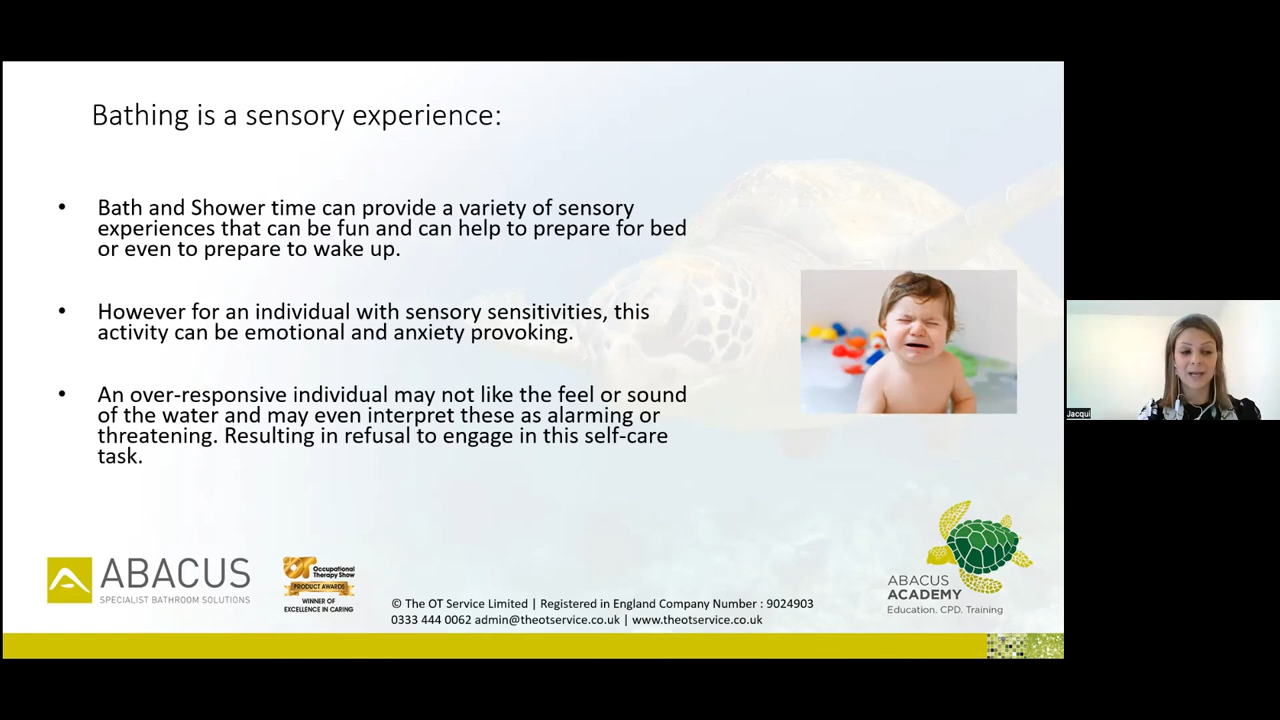 Bathing is a sensory experience:
• Bath and Shower time can provide a variety of sensory
experiences that can be fun and can help to prepare for bed
or even to prepare to wake up.
• However for an individual with sensory sensitivities, this
activity can be emotional and anxiety provoking.
• An over-responsive individual may not like the feel or sound
of the water and may even interpret these as alarming or
threatening. Resulting in refusal to engage in this self-care
task.
Jacqui
ABACUS
SPECIALIST BATHROOM SOLUTIONS
OT Occupational
Therapy Show
PRODUCT AWARDS
WINNER OF
EXCELLENCE IN CARING
© The OT Service Limited | Registered in England Company Number : 9024903
0333 444 0062 admin@theotservice.co.uk | www.theotservice.co.uk
ABACUS
ACADEMY
Education. CPD. Training